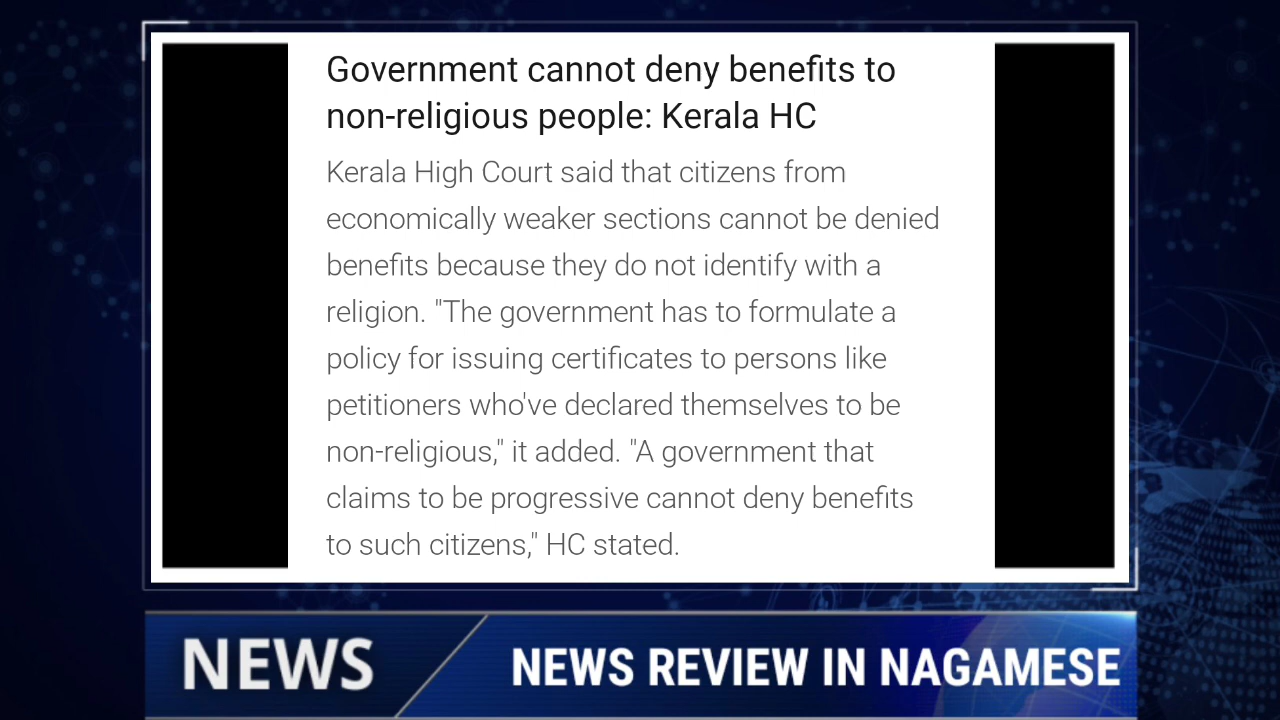 Government cannot deny benefits to
non-religious people: Kerala HC
Kerala High Court said that citizens from
economically weaker sections cannot be denied
benefits because they do not identify with a
religion. "The government has to formulate a
policy for issuing certificates to persons like
petitioners who've declared themselves to be
non-religious," it added. "A government that
claims to be progressive cannot deny benefits
to such citizens," HC stated.
NEWS
NEWS REVIEW IN NAGAMESE